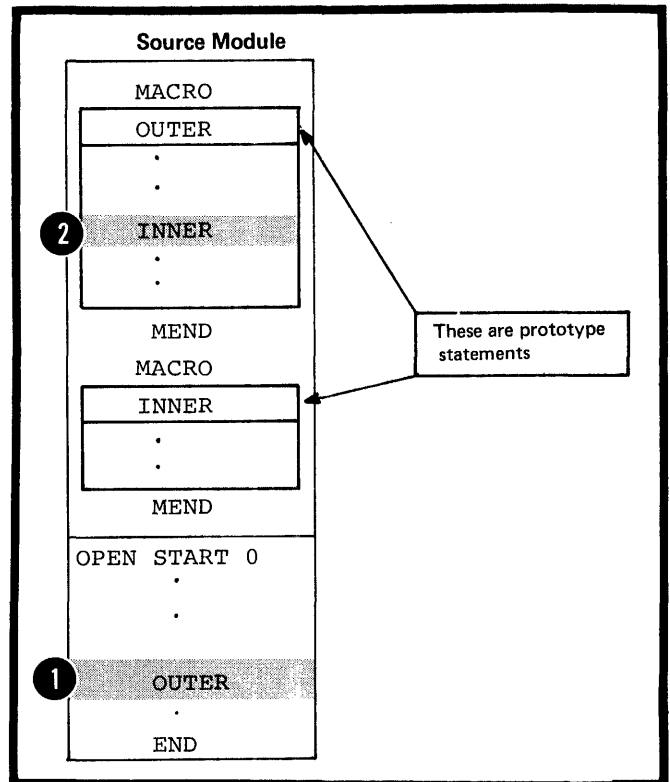 Source Module
MACRO
OUTER
.
.
2 INNER
.
.
MEND
MACRO
INNER
.
.
MEND
These are prototype
statements
OPEN START 0
.
.
1 OUTER
.
END